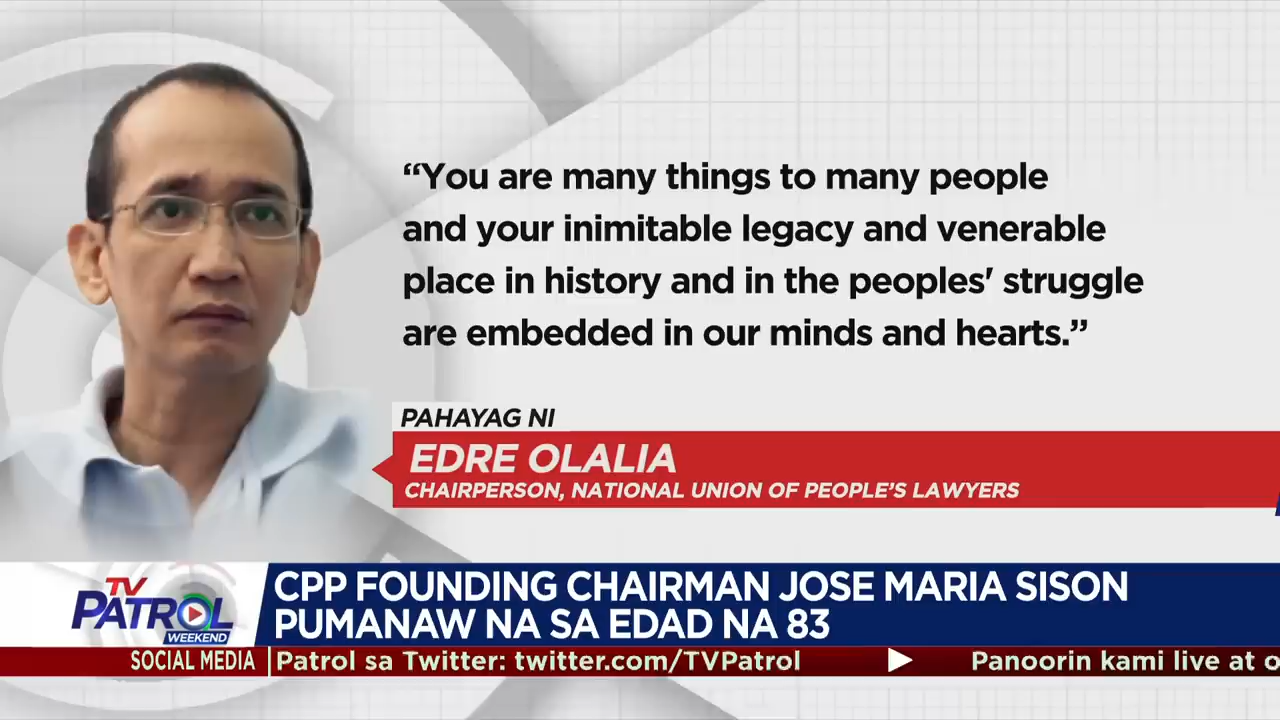 “You are many things to many people
and your inimitable legacy and venerable
place in history and in the peoples' struggle
are embedded in our minds and hearts.”
PAHAYAG NI
EDRE OLALIA
CHAIRPERSON, NATIONAL UNION OF PEOPLE’S LAWYERS
TV
PATROL
WEEKEND
CPP FOUNDING CHAIRMAN JOSE MARIA SISON
PUMANAW NA SA EDAD NA 83
SOCIAL MEDIA
Patrol sa Twitter: twitter.com/TVPatrol
Panoorin kami live at